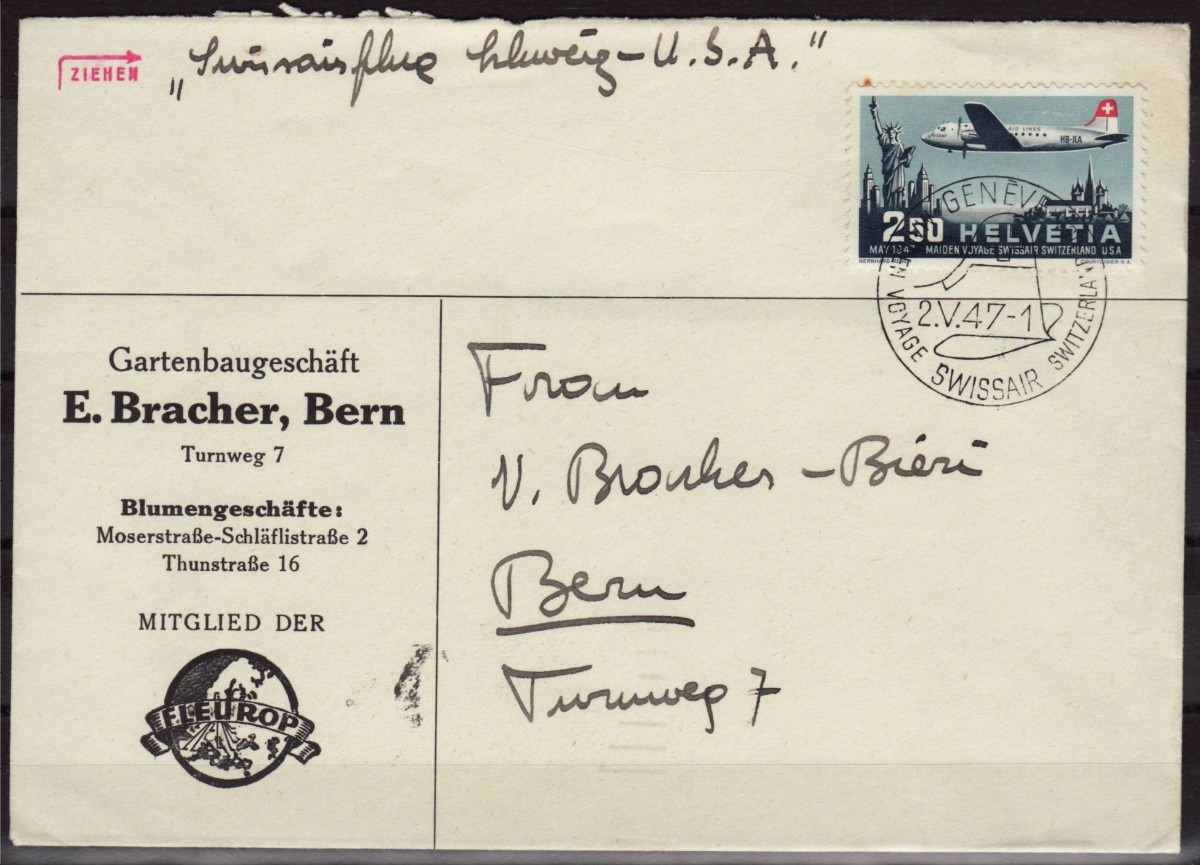 ZIEHEN
„Swissairflug Schweiz-U.S.A."
AIR LINES
HB-ILA
2.50 HELVETIA
MAY 1947 MAIDEN VOYAGE SWISSAIR SWITZERLAND USA
COURVOISIER S.A.
GENÈVE
2.V.47-1
VOYAGE SWISSAIR SWITZERLAND
Gartenbaugeschäft
E. Bracher, Bern
Turnweg 7
Blumengeschäfte:
Moserstraße-Schläflistraße 2
Thunstraße 16
MITGLIED DER
FLEUROP
Frau
V. Bracher-Bieri
Bern
Turnweg 7